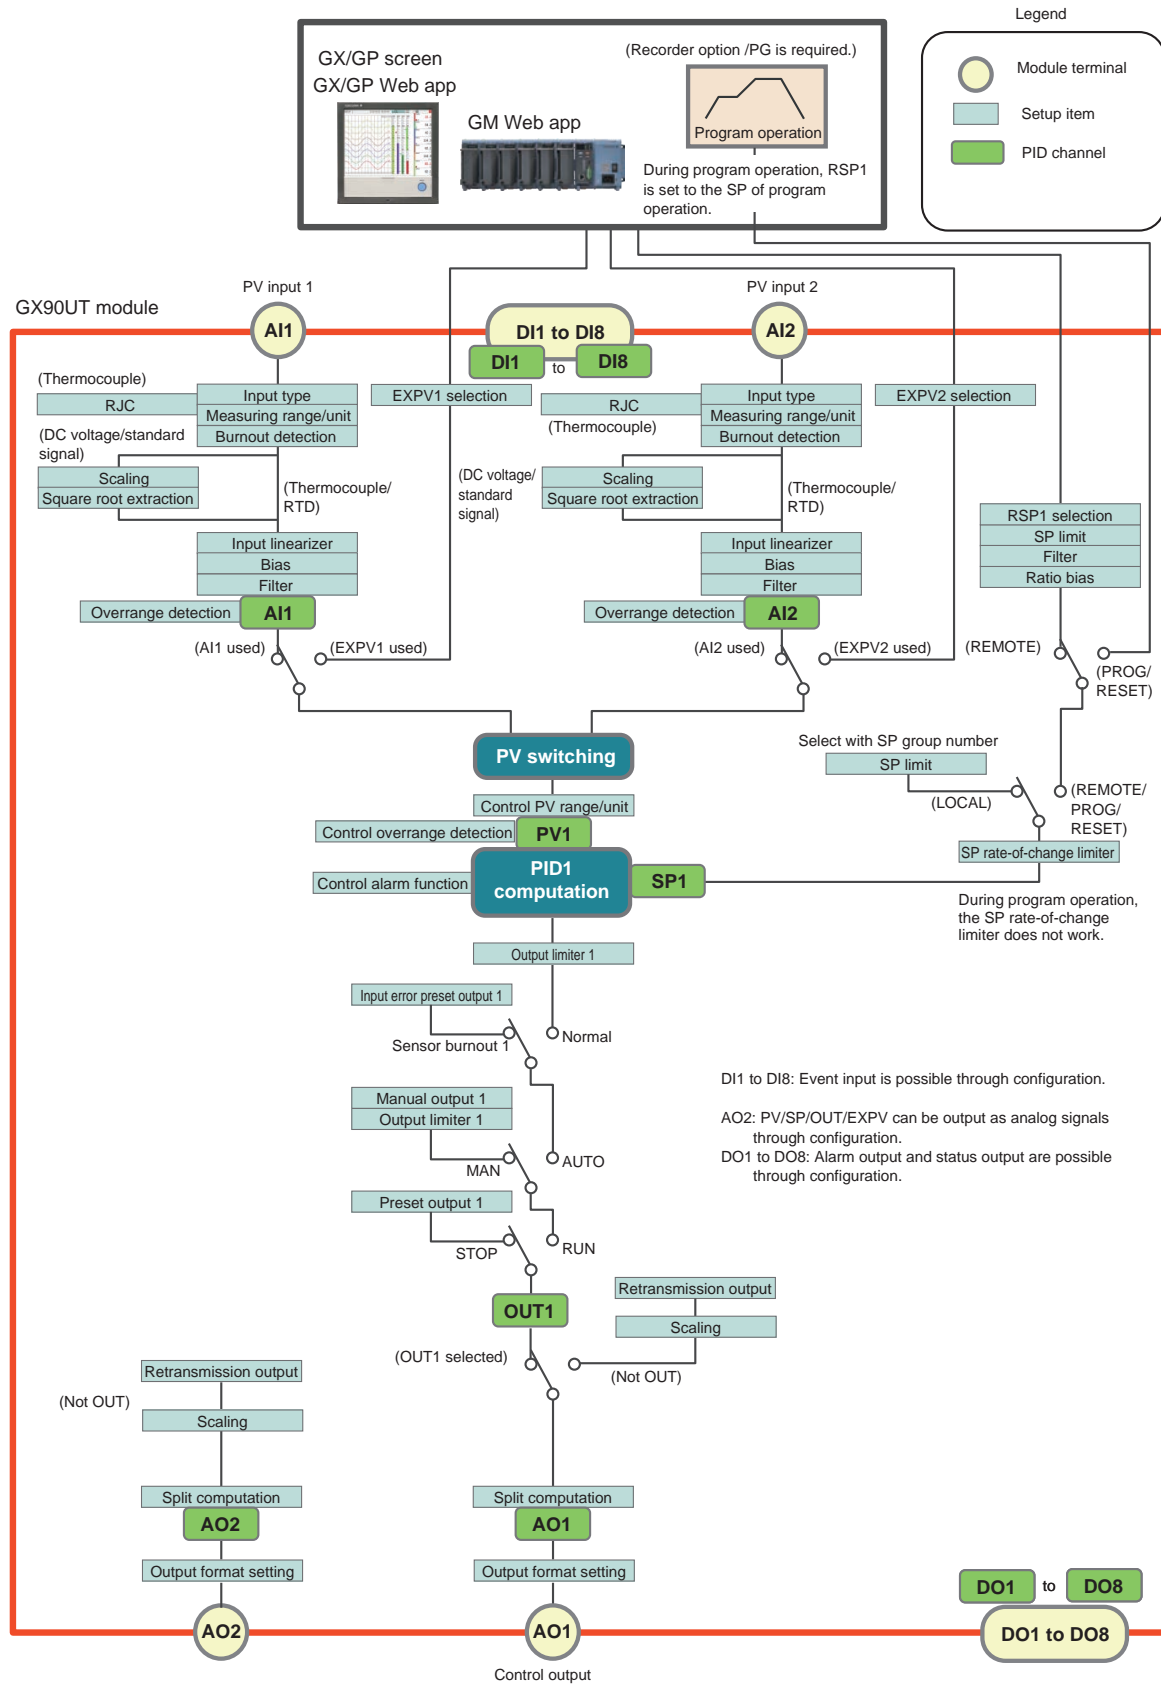 Legend
Module terminal
Setup item
PID channel
GX/GP screen
GX/GP Web app
GM Web app
(Recorder option /PG is required.)
Program operation
During program operation, RSP1
is set to the SP of program
operation.
GX90UT module
PV input 1
AI1
DI1 to DI8
DI1
to
DI8
PV input 2
AI2
(Thermocouple)
RJC
Input type
Measuring range/unit
Burnout detection
(DC voltage/standard
signal)
Scaling
Square root extraction
(Thermocouple/
RTD)
Input linearizer
Bias
Filter
Overrange detection
AI1
(AI1 used)
(EXPV1 used)
EXPV1 selection
RJC
(Thermocouple)
Input type
Measuring range/unit
Burnout detection
(DC voltage/
standard
signal)
Scaling
Square root extraction
(Thermocouple/
RTD)
Input linearizer
Bias
Filter
Overrange detection
AI2
(AI2 used)
(EXPV2 used)
EXPV2 selection
RSP1 selection
SP limit
Filter
Ratio bias
(REMOTE)
(PROG/
RESET)
PV switching
Select with SP group number
SP limit
(LOCAL)
(REMOTE/
PROG/
RESET)
Control PV range/unit
Control overrange detection
PV1
SP rate-of-change limiter
Control alarm function
PID1
computation
SP1
During program operation,
the SP rate-of-change
limiter does not work.
Output limiter 1
Input error preset output 1
Sensor burnout 1
Normal
Manual output 1
Output limiter 1
MAN
AUTO
Preset output 1
STOP
RUN
DI1 to DI8: Event input is possible through configuration.
AO2: PV/SP/OUT/EXPV can be output as analog signals
through configuration.
DO1 to DO8: Alarm output and status output are possible
through configuration.
OUT1
Retransmission output
Scaling
(OUT1 selected)
(Not OUT)
Retransmission output
(Not OUT)
Scaling
Split computation
AO2
Output format setting
AO2
Split computation
AO1
Output format setting
AO1
Control output
DO1
to
DO8
DO1 to DO8